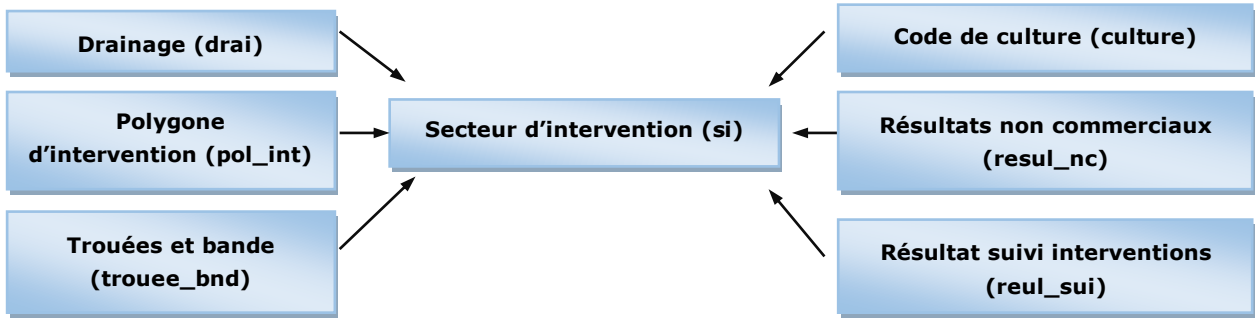 Drainage (drai)
Polygone
d’intervention (pol_int)
Trouées et bande
(trouee_bnd)
Secteur d’intervention (si)
Code de culture (culture)
Résultats non commerciaux
(resul_nc)
Résultat suivi interventions
(reul_sui)